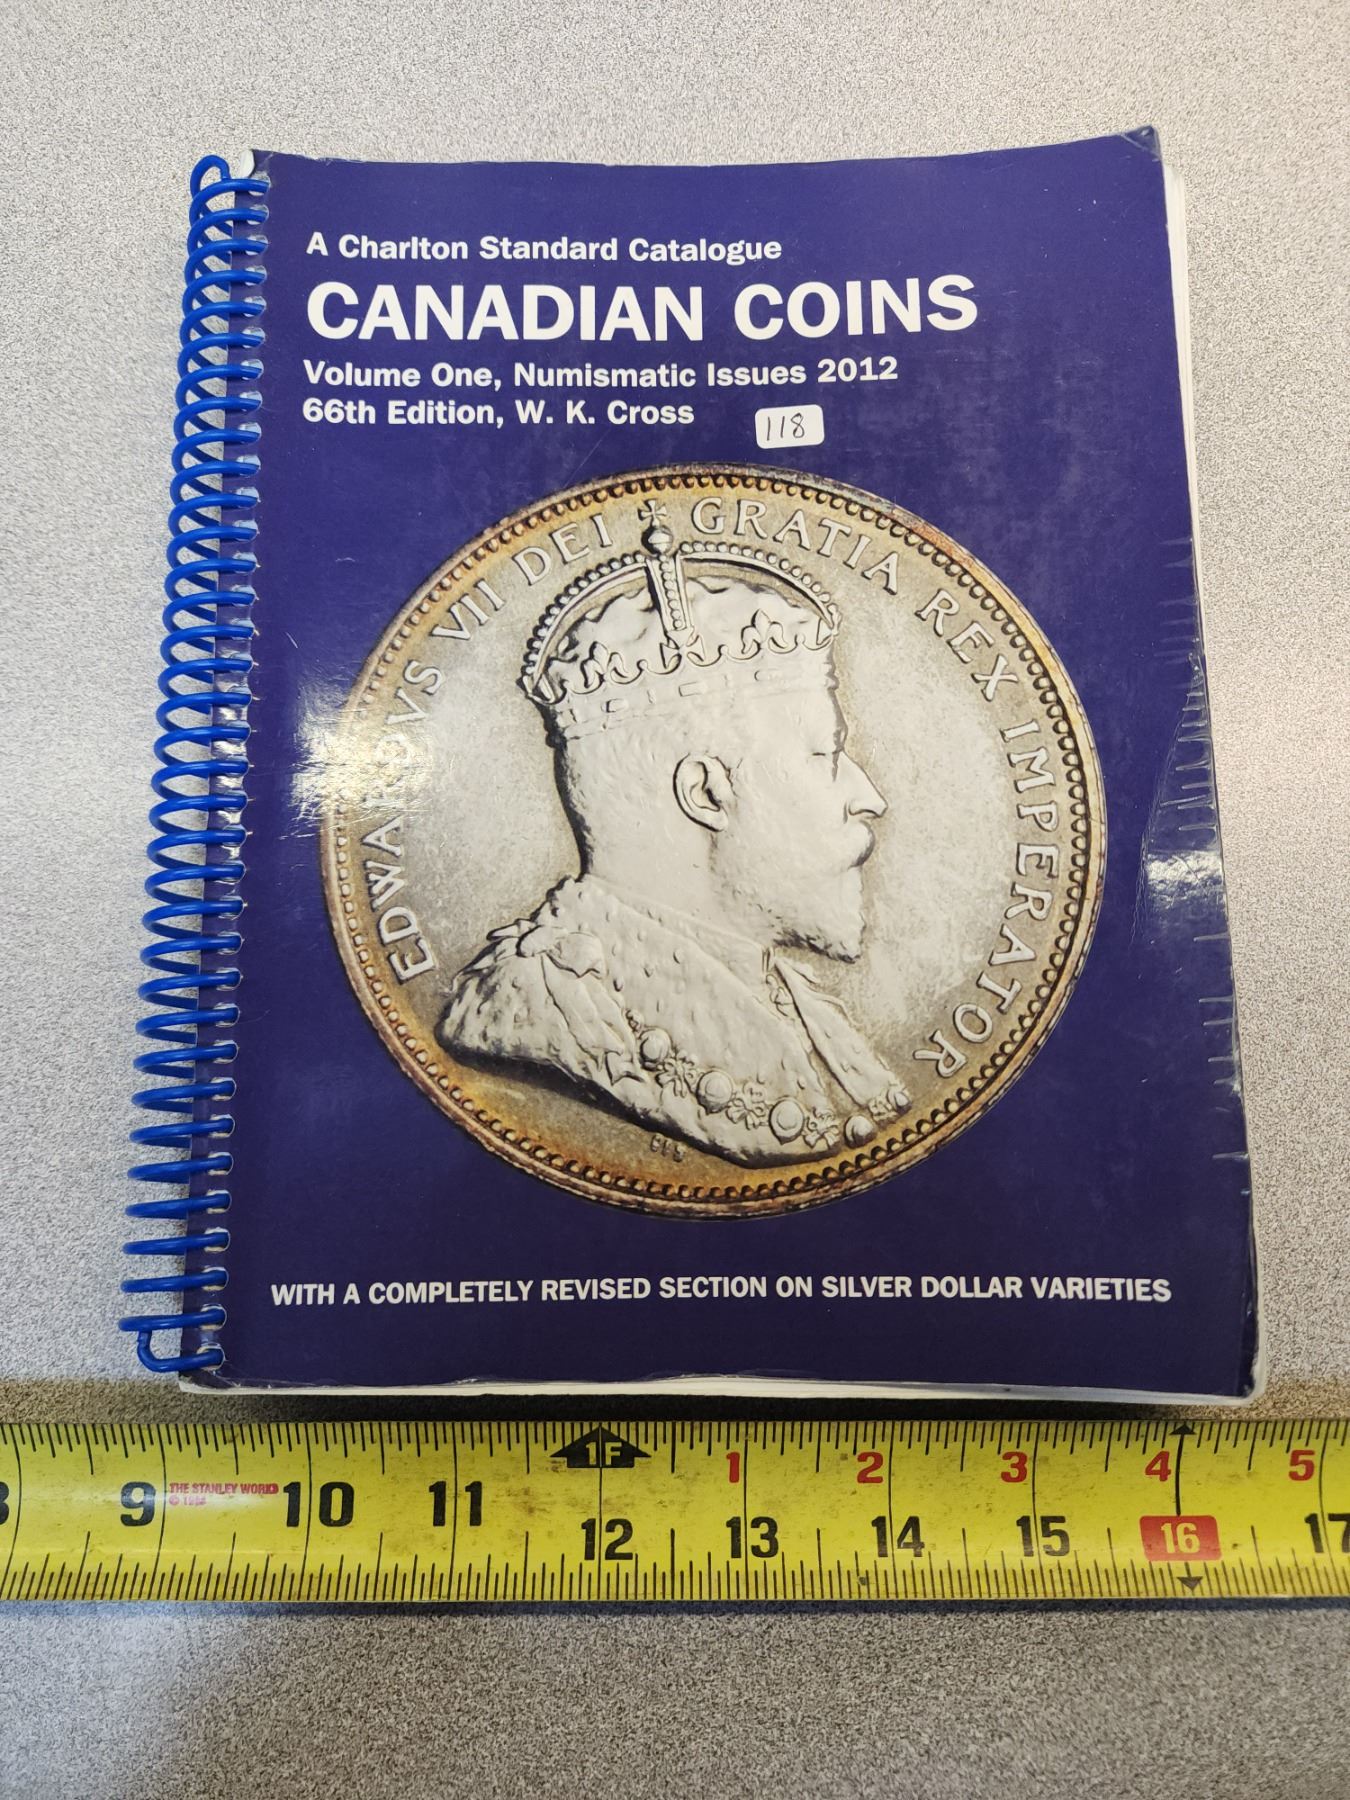 A Charlton Standard Catalogue
CANADIAN COINS
Volume One, Numismatic Issues 2012
66th Edition, W. K. Cross
118
EDWARDVS VII DEI GRATIA REX IMPERATOR
WITH A COMPLETELY REVISED SECTION ON SILVER DOLLAR VARIETIES
1F 1 2 3 4 5
8 9 THE STANLEY WORKS 10 11 12 13 14 15 16 17